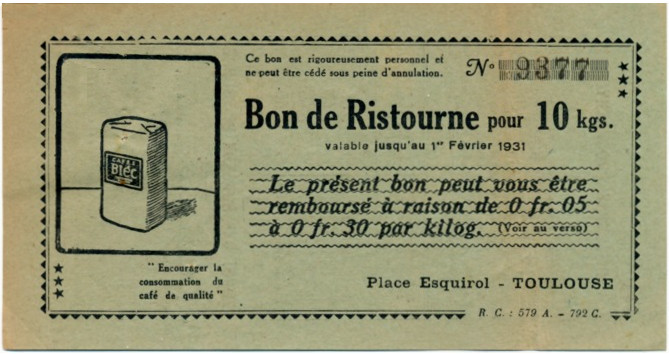 Ce bon est rigoureusement personnel et
ne peut être cédé sous peine d'annulation.
N° 9377
Bon de Ristourne pour 10 kgs.
valable jusqu'au 1er Février 1931
CAFÉS
BIEC
Le présent bon peut vous être
remboursé à raison de 0 fr. 05
à 0 fr. 30 par kilog. (Voir au verso)
" Encourager la
consommation du
café de qualité "
Place Esquirol - TOULOUSE
R. C. : 579 A. - 792 C.